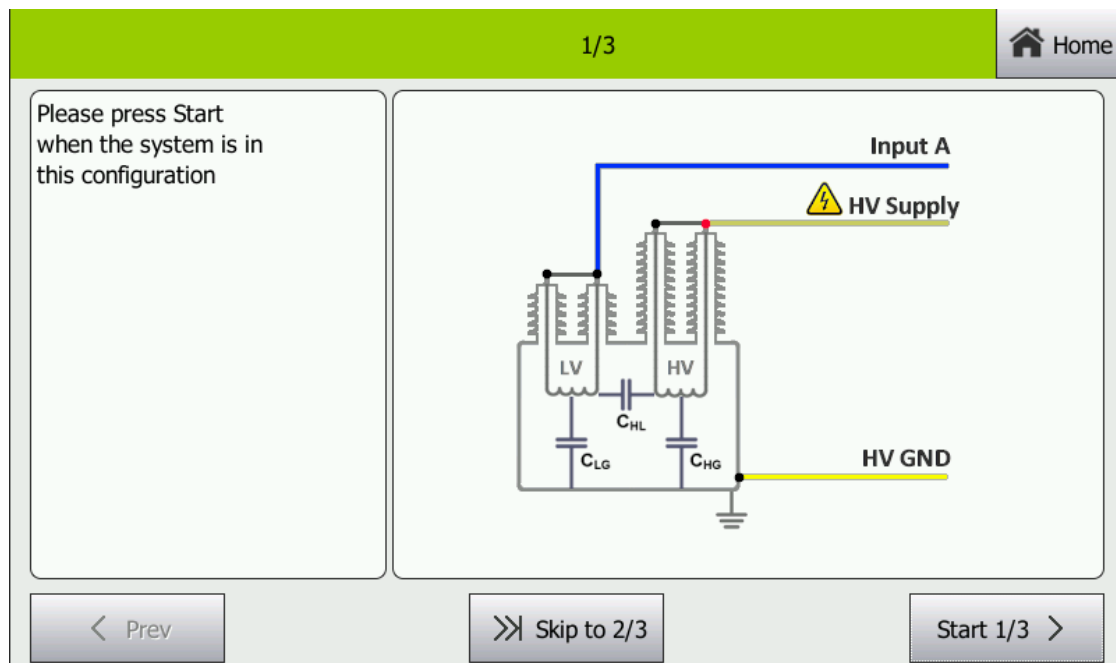 1/3
Home
Please press Start
when the system is in
this configuration
Input A
HV Supply
LV
HV
CHL
CLG
CHG
HV GND
Prev
Skip to 2/3
Start 1/3